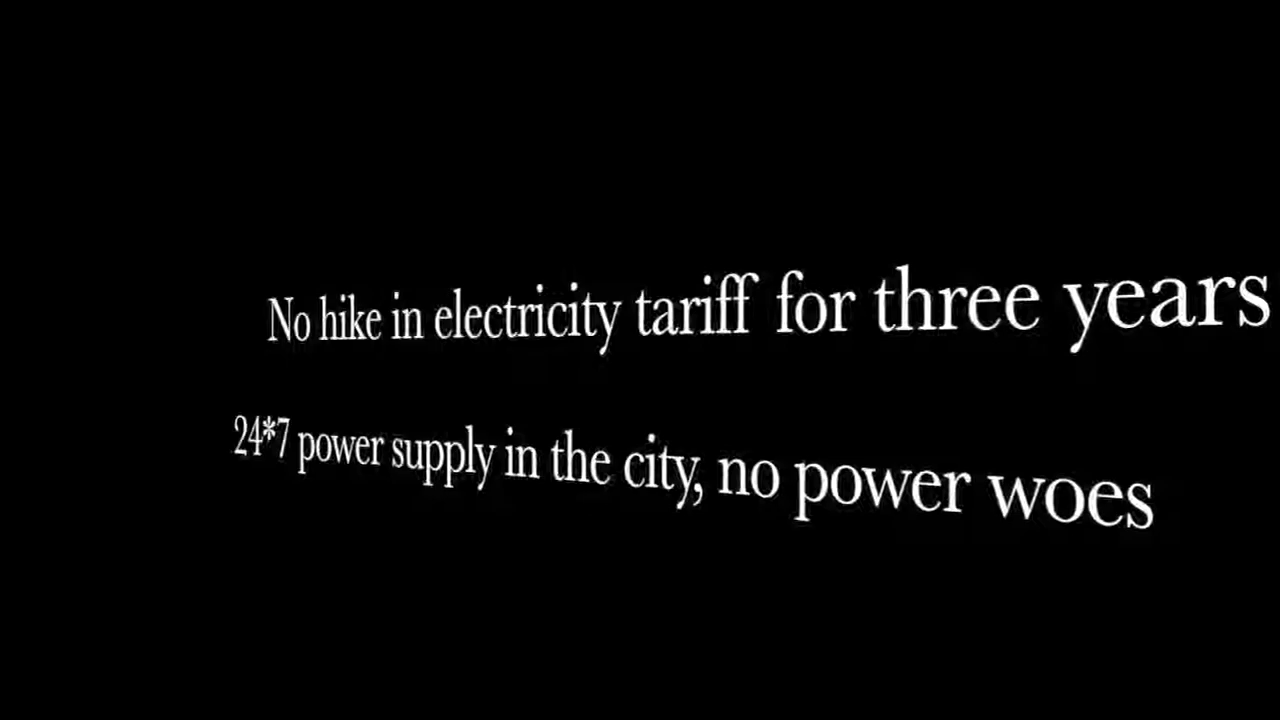 No hike in electricity tariff for three years
24*7 power supply in the city, no power woes